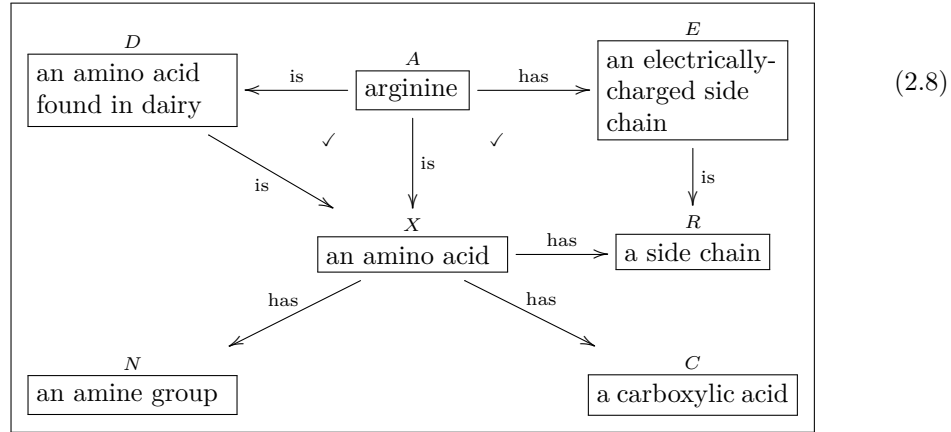 D
an amino acid
found in dairy
is
A
arginine
has
E
an electrically-
charged side
chain
(2.8)
✓
✓
is
is
is
X
an amino acid
has
R
a side chain
has
has
N
an amine group
C
a carboxylic acid